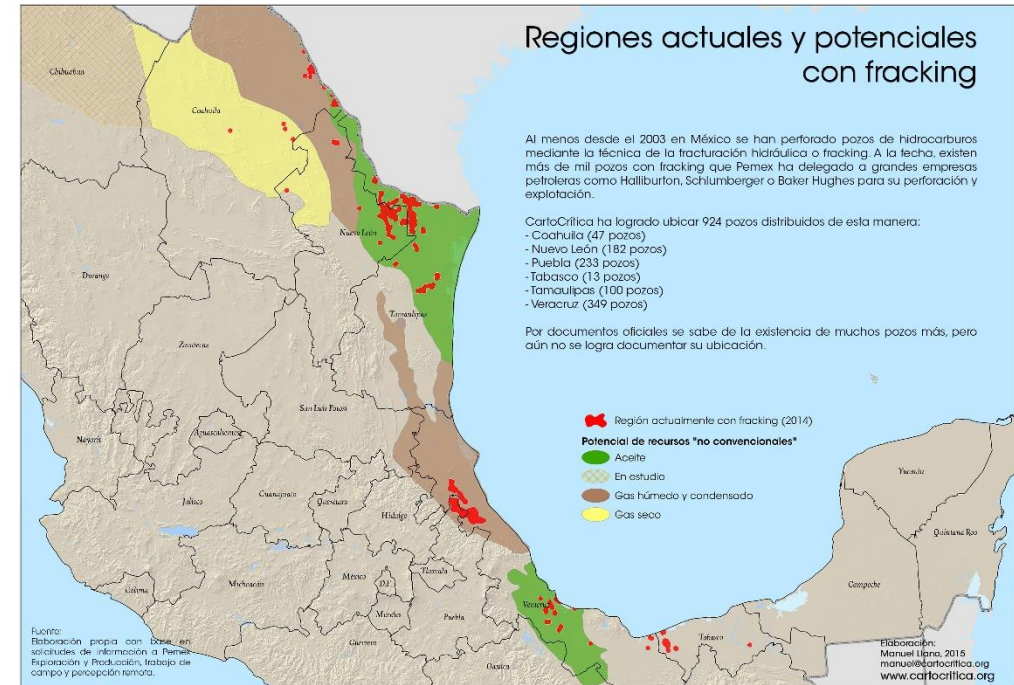 Regiones actuales y potenciales
con fracking
Al menos desde el 2003 en México se han perforado pozos de hidrocarburos
mediante la técnica de la fracturación hidráulica o fracking. A la fecha, existen
más de mil pozos con fracking que Pemex ha delegado a grandes empresas
petroleras como Halliburton, Schlumberger o Baker Hughes para su perforación y
explotación.
CartoCrítica ha logrado ubicar 924 pozos distribuidos de esta manera:
- Coahuila (47 pozos)
- Nuevo León (182 pozos)
- Puebla (233 pozos)
- Tabasco (13 pozos)
- Tamaulipas (100 pozos)
- Veracruz (349 pozos)
Por documentos oficiales se sabe de la existencia de muchos pozos más, pero
aún no se logra documentar su ubicación.
Región actualmente con fracking (2014)
Potencial de recursos "no convencionales"
Aceite
En estudio
Gas húmedo y condensado
Gas seco
Chihuahua
Coahuila
Nuevo León
Durango
Tamaulipas
Zacatecas
San Luis Potosí
Nayarit
Aguascalientes
Jalisco
Guanajuato
Querétaro
Hidalgo
Yucatán
Quintana Roo
Campeche
Colima
Michoacán
México
D.F.
Tlaxcala
Morelos
Puebla
Guerrero
Oaxaca
Tabasco
Fuente:
Elaboración propia con base en
solicitudes de información a Pemex
Exploración y Producción, trabajo de
campo y percepción remota.
Elaboración:
Manuel Llano, 2015
manuel@cartocritica.org
www.cartocritica.org